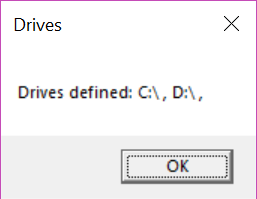 Drives
Drives defined: C:\ , D:\ ,
OK